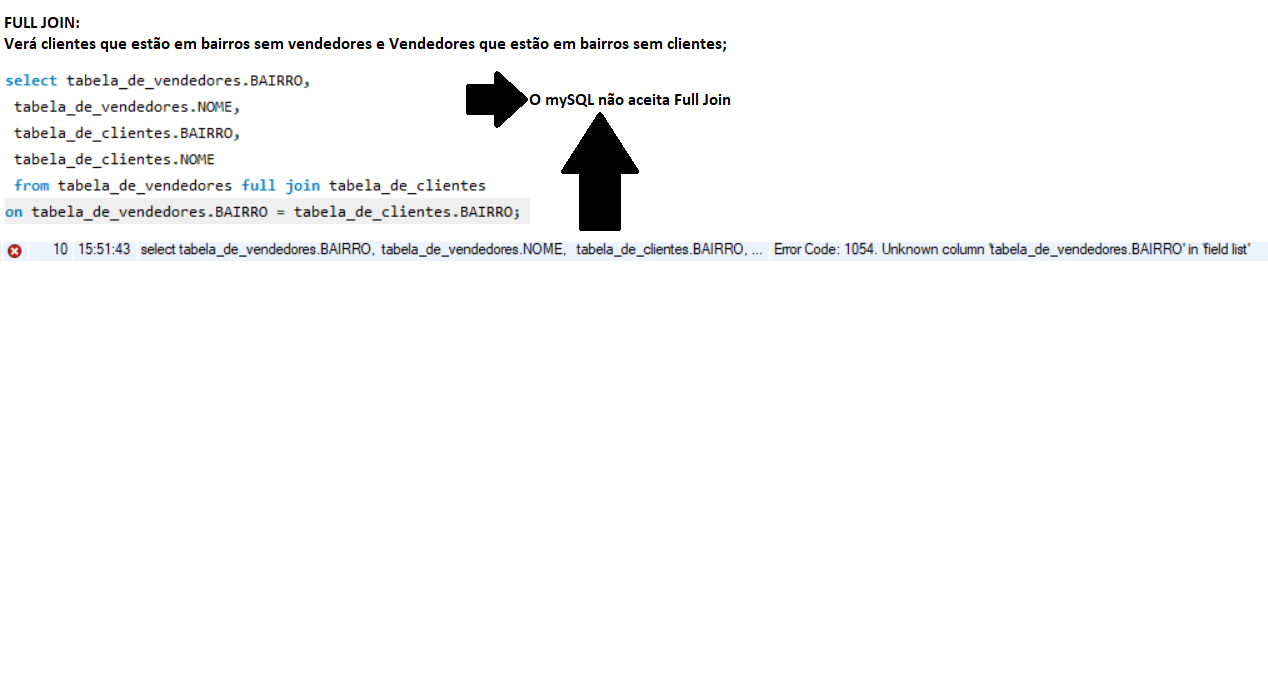 FULL JOIN:
Verá clientes que estão em bairros sem vendedores e Vendedores que estão em bairros sem clientes;
select tabela_de_vendedores.BAIRRO,
tabela_de_vendedores.NOME,
tabela_de_clientes.BAIRRO,
tabela_de_clientes.NOME
from tabela_de_vendedores full join tabela_de_clientes
on tabela_de_vendedores.BAIRRO = tabela_de_clientes.BAIRRO;
O mySQL não aceita Full Join
10 15:51:43 select tabela_de_vendedores.BAIRRO, tabela_de_vendedores.NOME, tabela_de_clientes.BAIRRO, ... Error Code: 1054. Unknown column 'tabela_de_vendedores.BAIRRO' in 'field list'